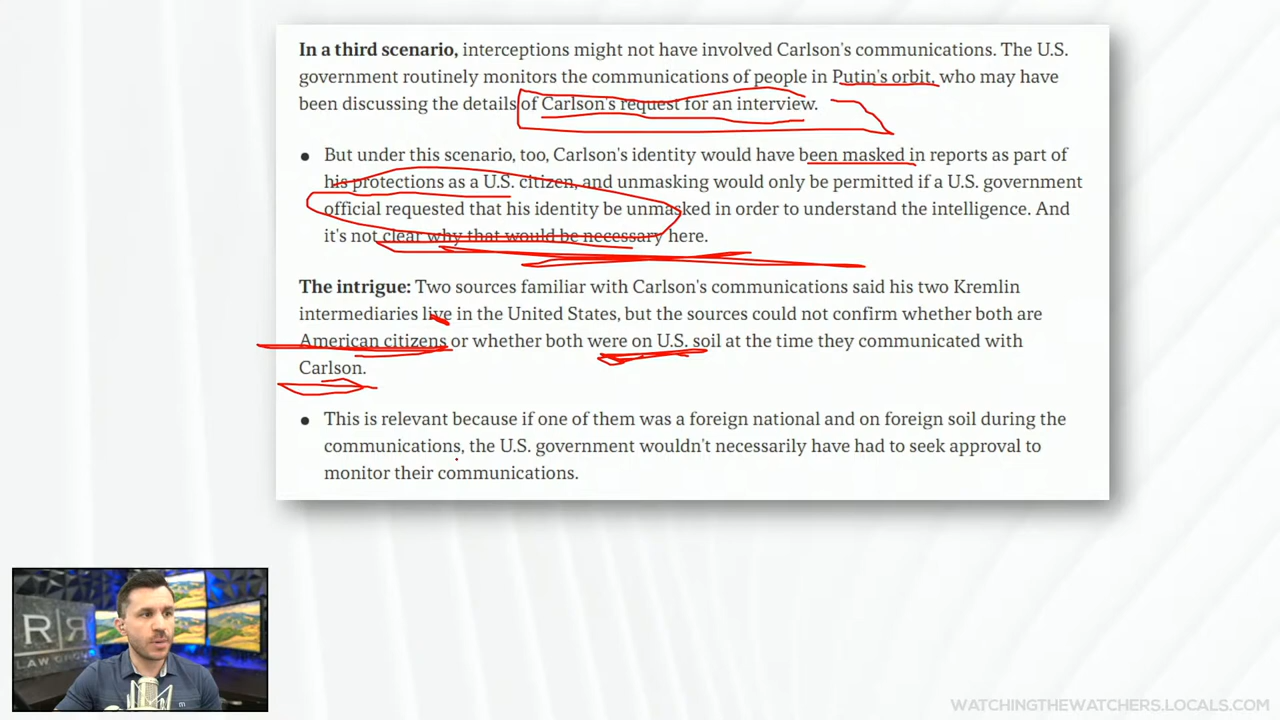 In a third scenario, interceptions might not have involved Carlson's communications. The U.S.
government routinely monitors the communications of people in Putin's orbit, who may have
been discussing the details of Carlson's request for an interview.
• But under this scenario, too, Carlson's identity would have been masked in reports as part of
his protections as a U.S. citizen, and unmasking would only be permitted if a U.S. government
official requested that his identity be unmasked in order to understand the intelligence. And
it's not clear why that would be necessary here.
The intrigue: Two sources familiar with Carlson's communications said his two Kremlin
intermediaries live in the United States, but the sources could not confirm whether both are
American citizens or whether both were on U.S. soil at the time they communicated with
Carlson.
• This is relevant because if one of them was a foreign national and on foreign soil during the
communications, the U.S. government wouldn't necessarily have had to seek approval to
monitor their communications.
R|R
LAW GROUP
WATCHINGTHEWATCHERS.LOCALS.COM